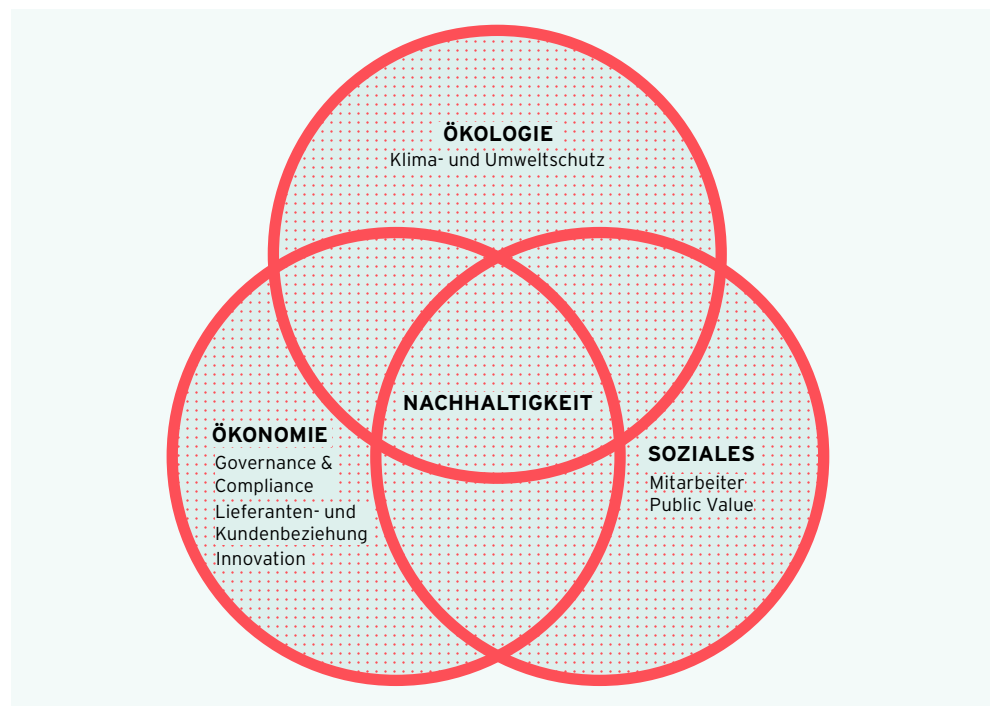 ÖKOLOGIE
Klima- und Umweltschutz
NACHHALTIGKEIT
ÖKONOMIE
Governance &
Compliance
Lieferanten- und
Kundenbeziehung
Innovation
SOZIALES
Mitarbeiter
Public Value